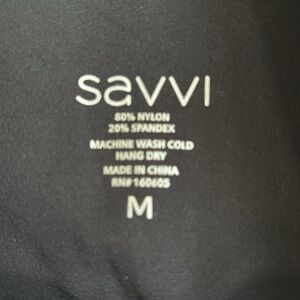 savvi
80% NYLON
20% SPANDEX
MACHINE WASH COLD
HANG DRY
MADE IN CHINA
RN# 160605
M